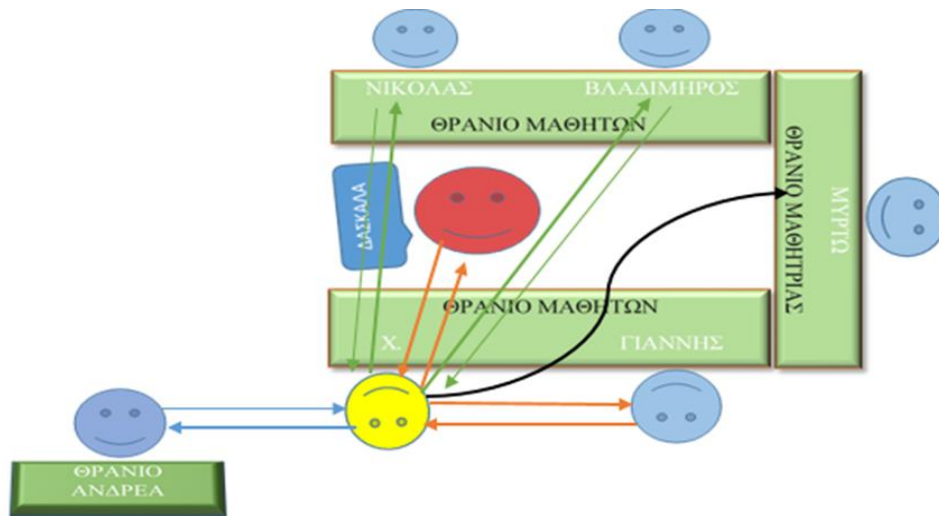 ΝΙΚΟΛΑΣ
ΒΛΑΔΙΜΗΡΟΣ
ΘΡΑΝΙΟ ΜΑΘΗΤΩΝ
ΘΡΑΝΙΟ ΜΑΘΗΤΡΙΑΣ
ΜΥΡΤΩ
ΔΑΣΚΑΛΑ
ΘΡΑΝΙΟ ΜΑΘΗΤΩΝ
Χ.
ΓΙΑΝΝΗΣ
ΘΡΑΝΙΟ
ΑΝΔΡΕΑ